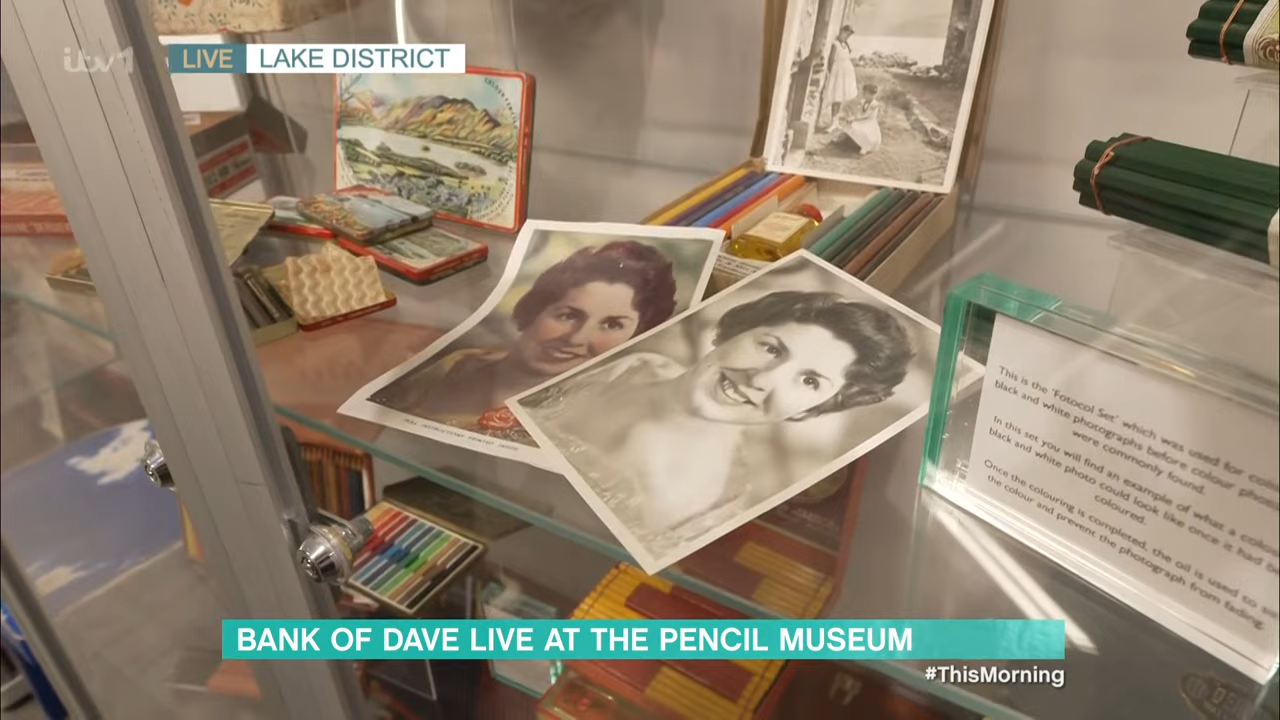 itv1
LIVE LAKE DISTRICT
This is the 'Fotocol Set' which was used for
black and white photographs before colour
were commonly found.
In this set you will find an example of what a
black and white photo could look like once it had
coloured.
Once the colouring is completed, the oil is used to
the colour and prevent the photograph from fading.
BANK OF DAVE LIVE AT THE PENCIL MUSEUM
#ThisMorning